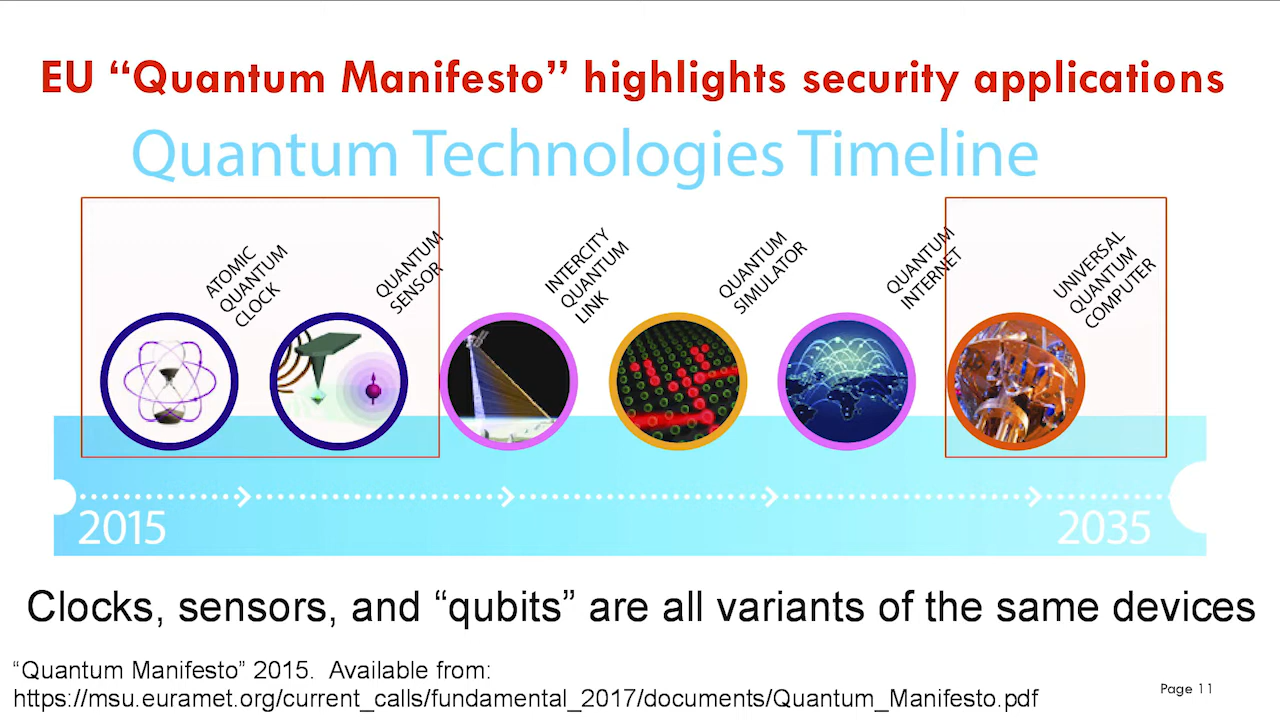 EU “Quantum Manifesto” highlights security applications
Quantum Technologies Timeline
ATOMIC
QUANTUM
CLOCK
QUANTUM
SENSOR
INTERCITY
QUANTUM
LINK
QUANTUM
SIMULATOR
QUANTUM
INTERNET
UNIVERSAL
QUANTUM
COMPUTER
2015
2035
Clocks, sensors, and “qubits” are all variants of the same devices
“Quantum Manifesto” 2015.  Available from:
https://msu.euramet.org/current_calls/fundamental_2017/documents/Quantum_Manifesto.pdf
Page 11